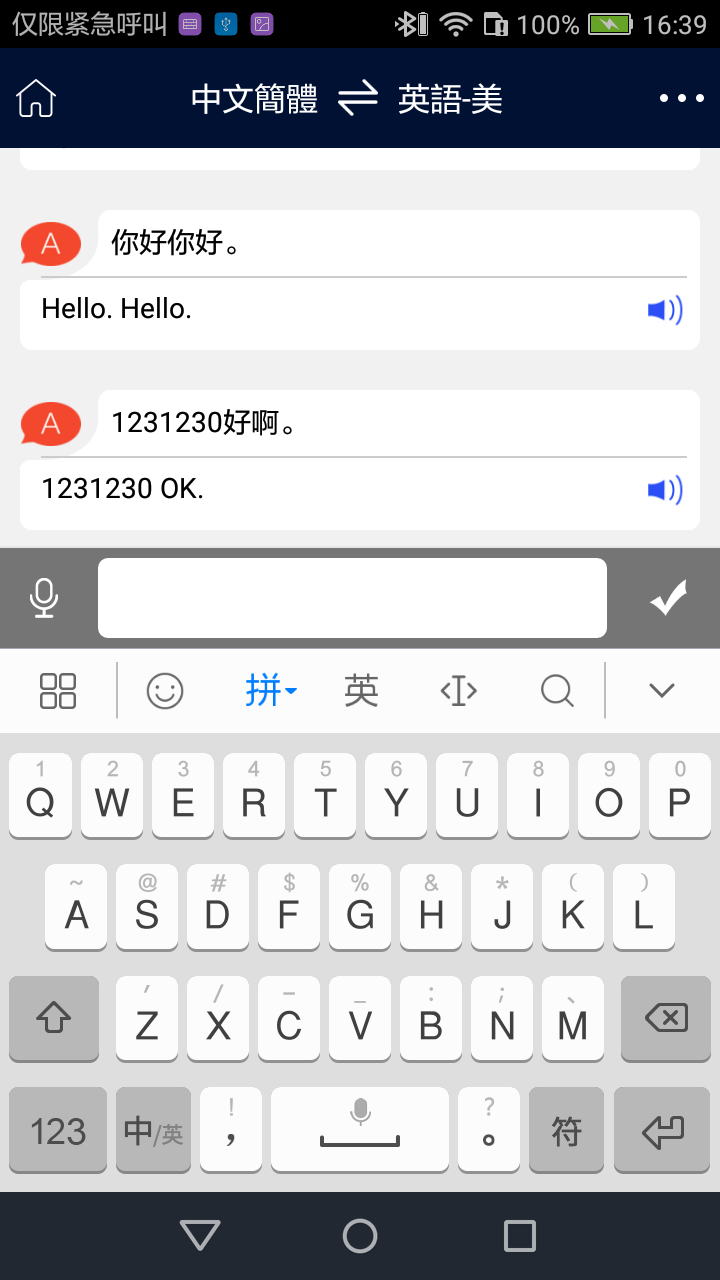 仅限紧急呼叫 100% 16:39
中文簡體 英語-美
A 你好你好。
Hello. Hello.
A 1231230好啊。
1231230 OK.
拼 英
1 2 3 4 5 6 7 8 9 0
Q W E R T Y U I O P
~ @ # $ % & * ( )
A S D F G H J K L
' / - _ : ; 、
Z X C V B N M
! ?
123 中/英 , 。 符